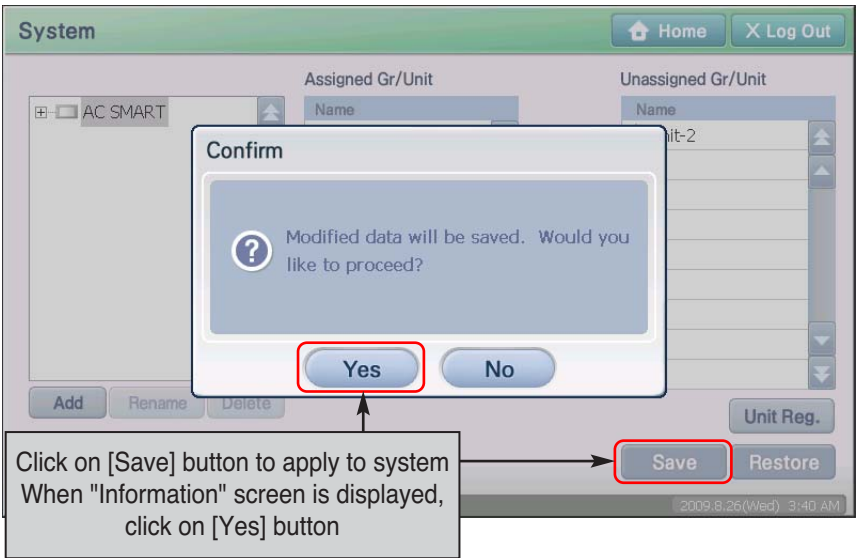 System
Home
X Log Out
Assigned Gr/Unit
Unassigned Gr/Unit
AC SMART
Name
Name
Confirm
Modified data will be saved. Would you
like to proceed?
Yes
No
Add
Rename
Delete
Unit Reg.
Save
Restore
Click on [Save] button to apply to system
When "Information" screen is displayed,
click on [Yes] button
2009.8.26(Wed) 3:40 AM